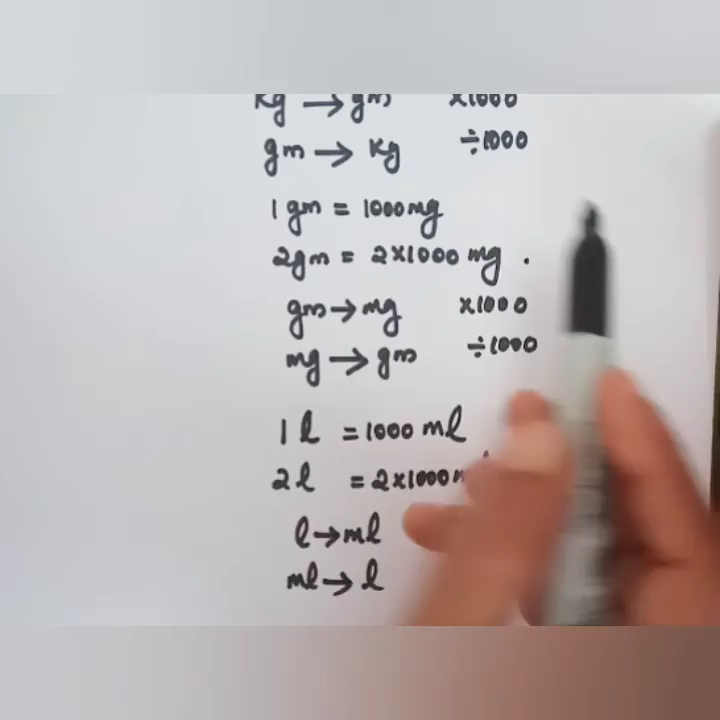 kg → gm ×1000
gm → kg ÷1000
1 gm = 1000 mg
2gm = 2×1000 mg .
gm → mg ×1000
mg → gm ÷1000
1 l = 1000 ml
2 l = 2×1000
l → ml
ml → l